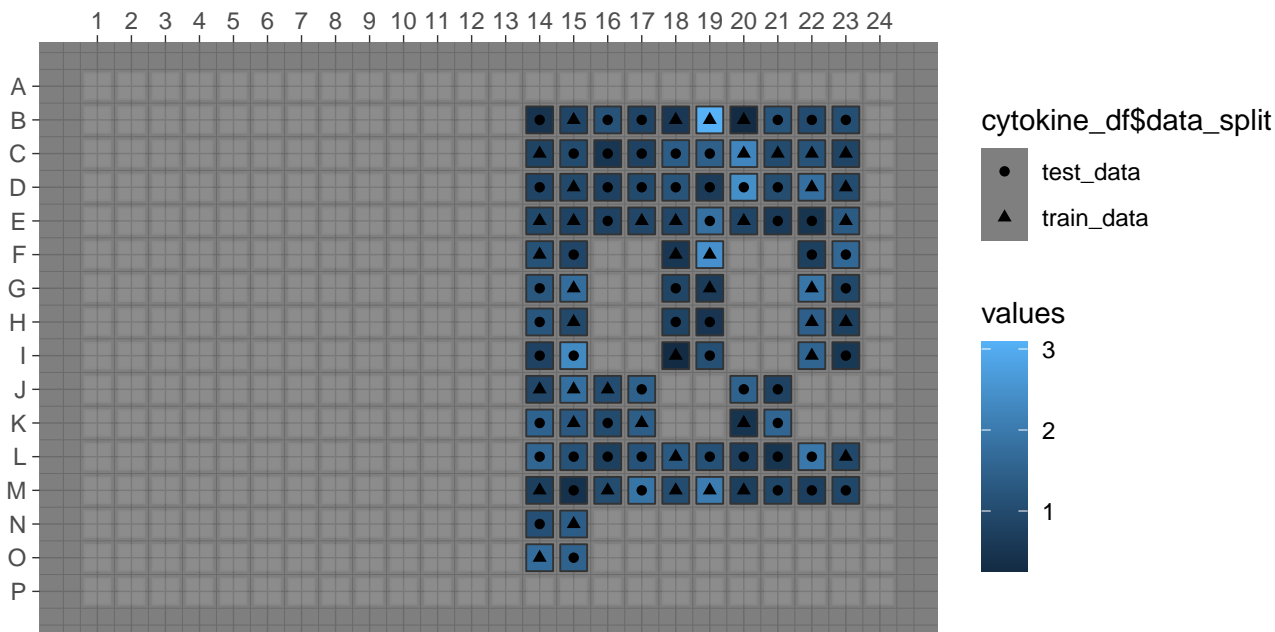 1 2 3 4 5 6 7 8 9 10 11 12 13 14 15 16 17 18 19 20 21 22 23 24
A
B
C
D
E
F
G
H
I
J
K
L
M
N
O
P
cytokine_df$data_split
test_data
train_data
values
3
2
1